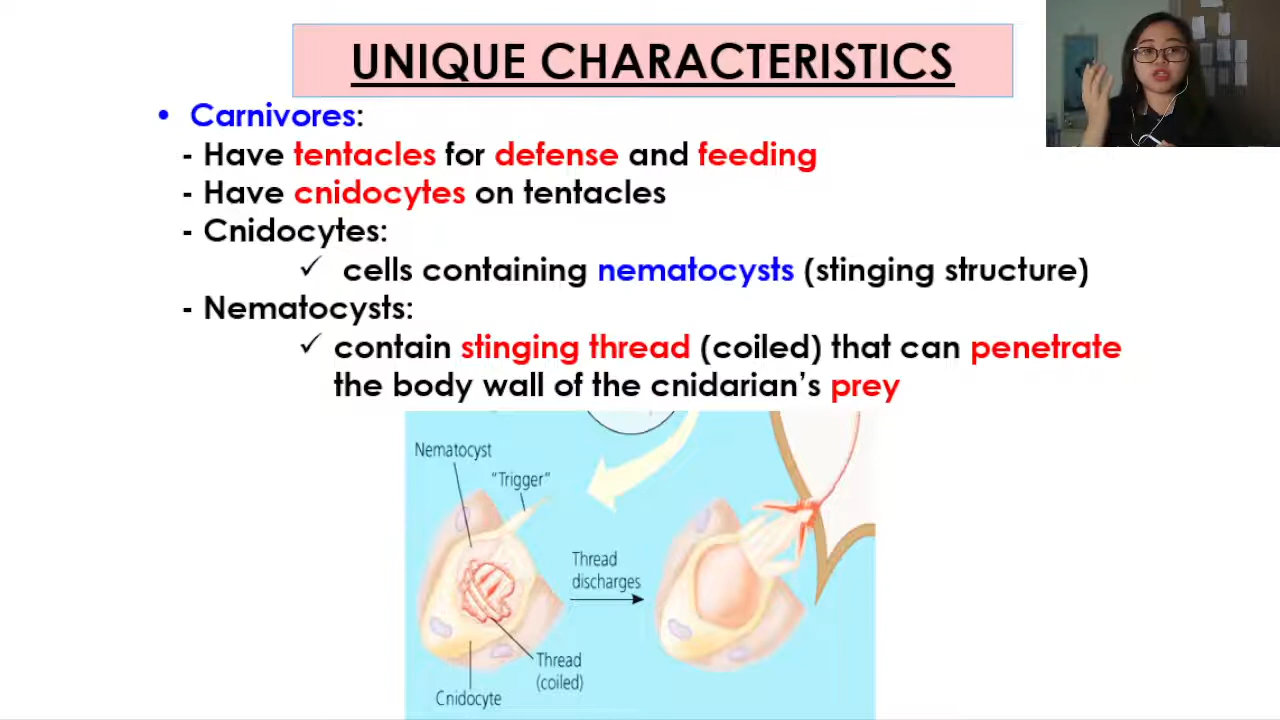 UNIQUE CHARACTERISTICS
• Carnivores:
- Have tentacles for defense and feeding
- Have cnidocytes on tentacles
- Cnidocytes:
✓ cells containing nematocysts (stinging structure)
- Nematocysts:
✓ contain stinging thread (coiled) that can penetrate
the body wall of the cnidarian’s prey
Nematocyst
“Trigger”
Thread
discharges
Thread
(coiled)
Cnidocyte